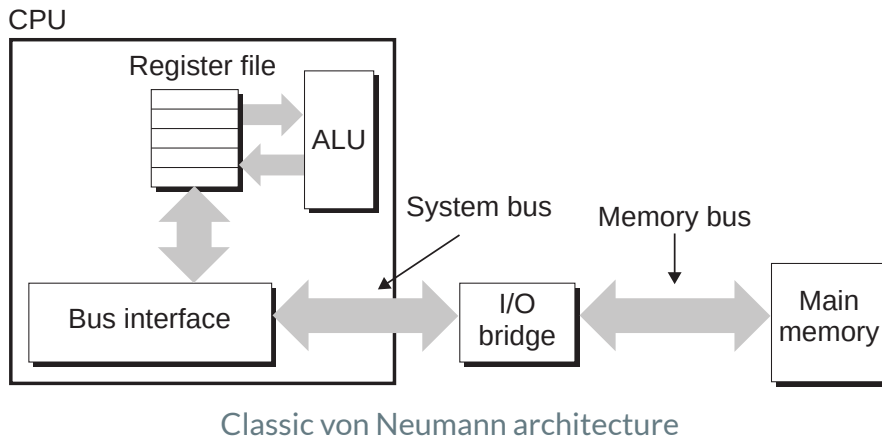 CPU
Register file
ALU
System bus
Memory bus
Bus interface
I/O
bridge
Main
memory
Classic von Neumann architecture